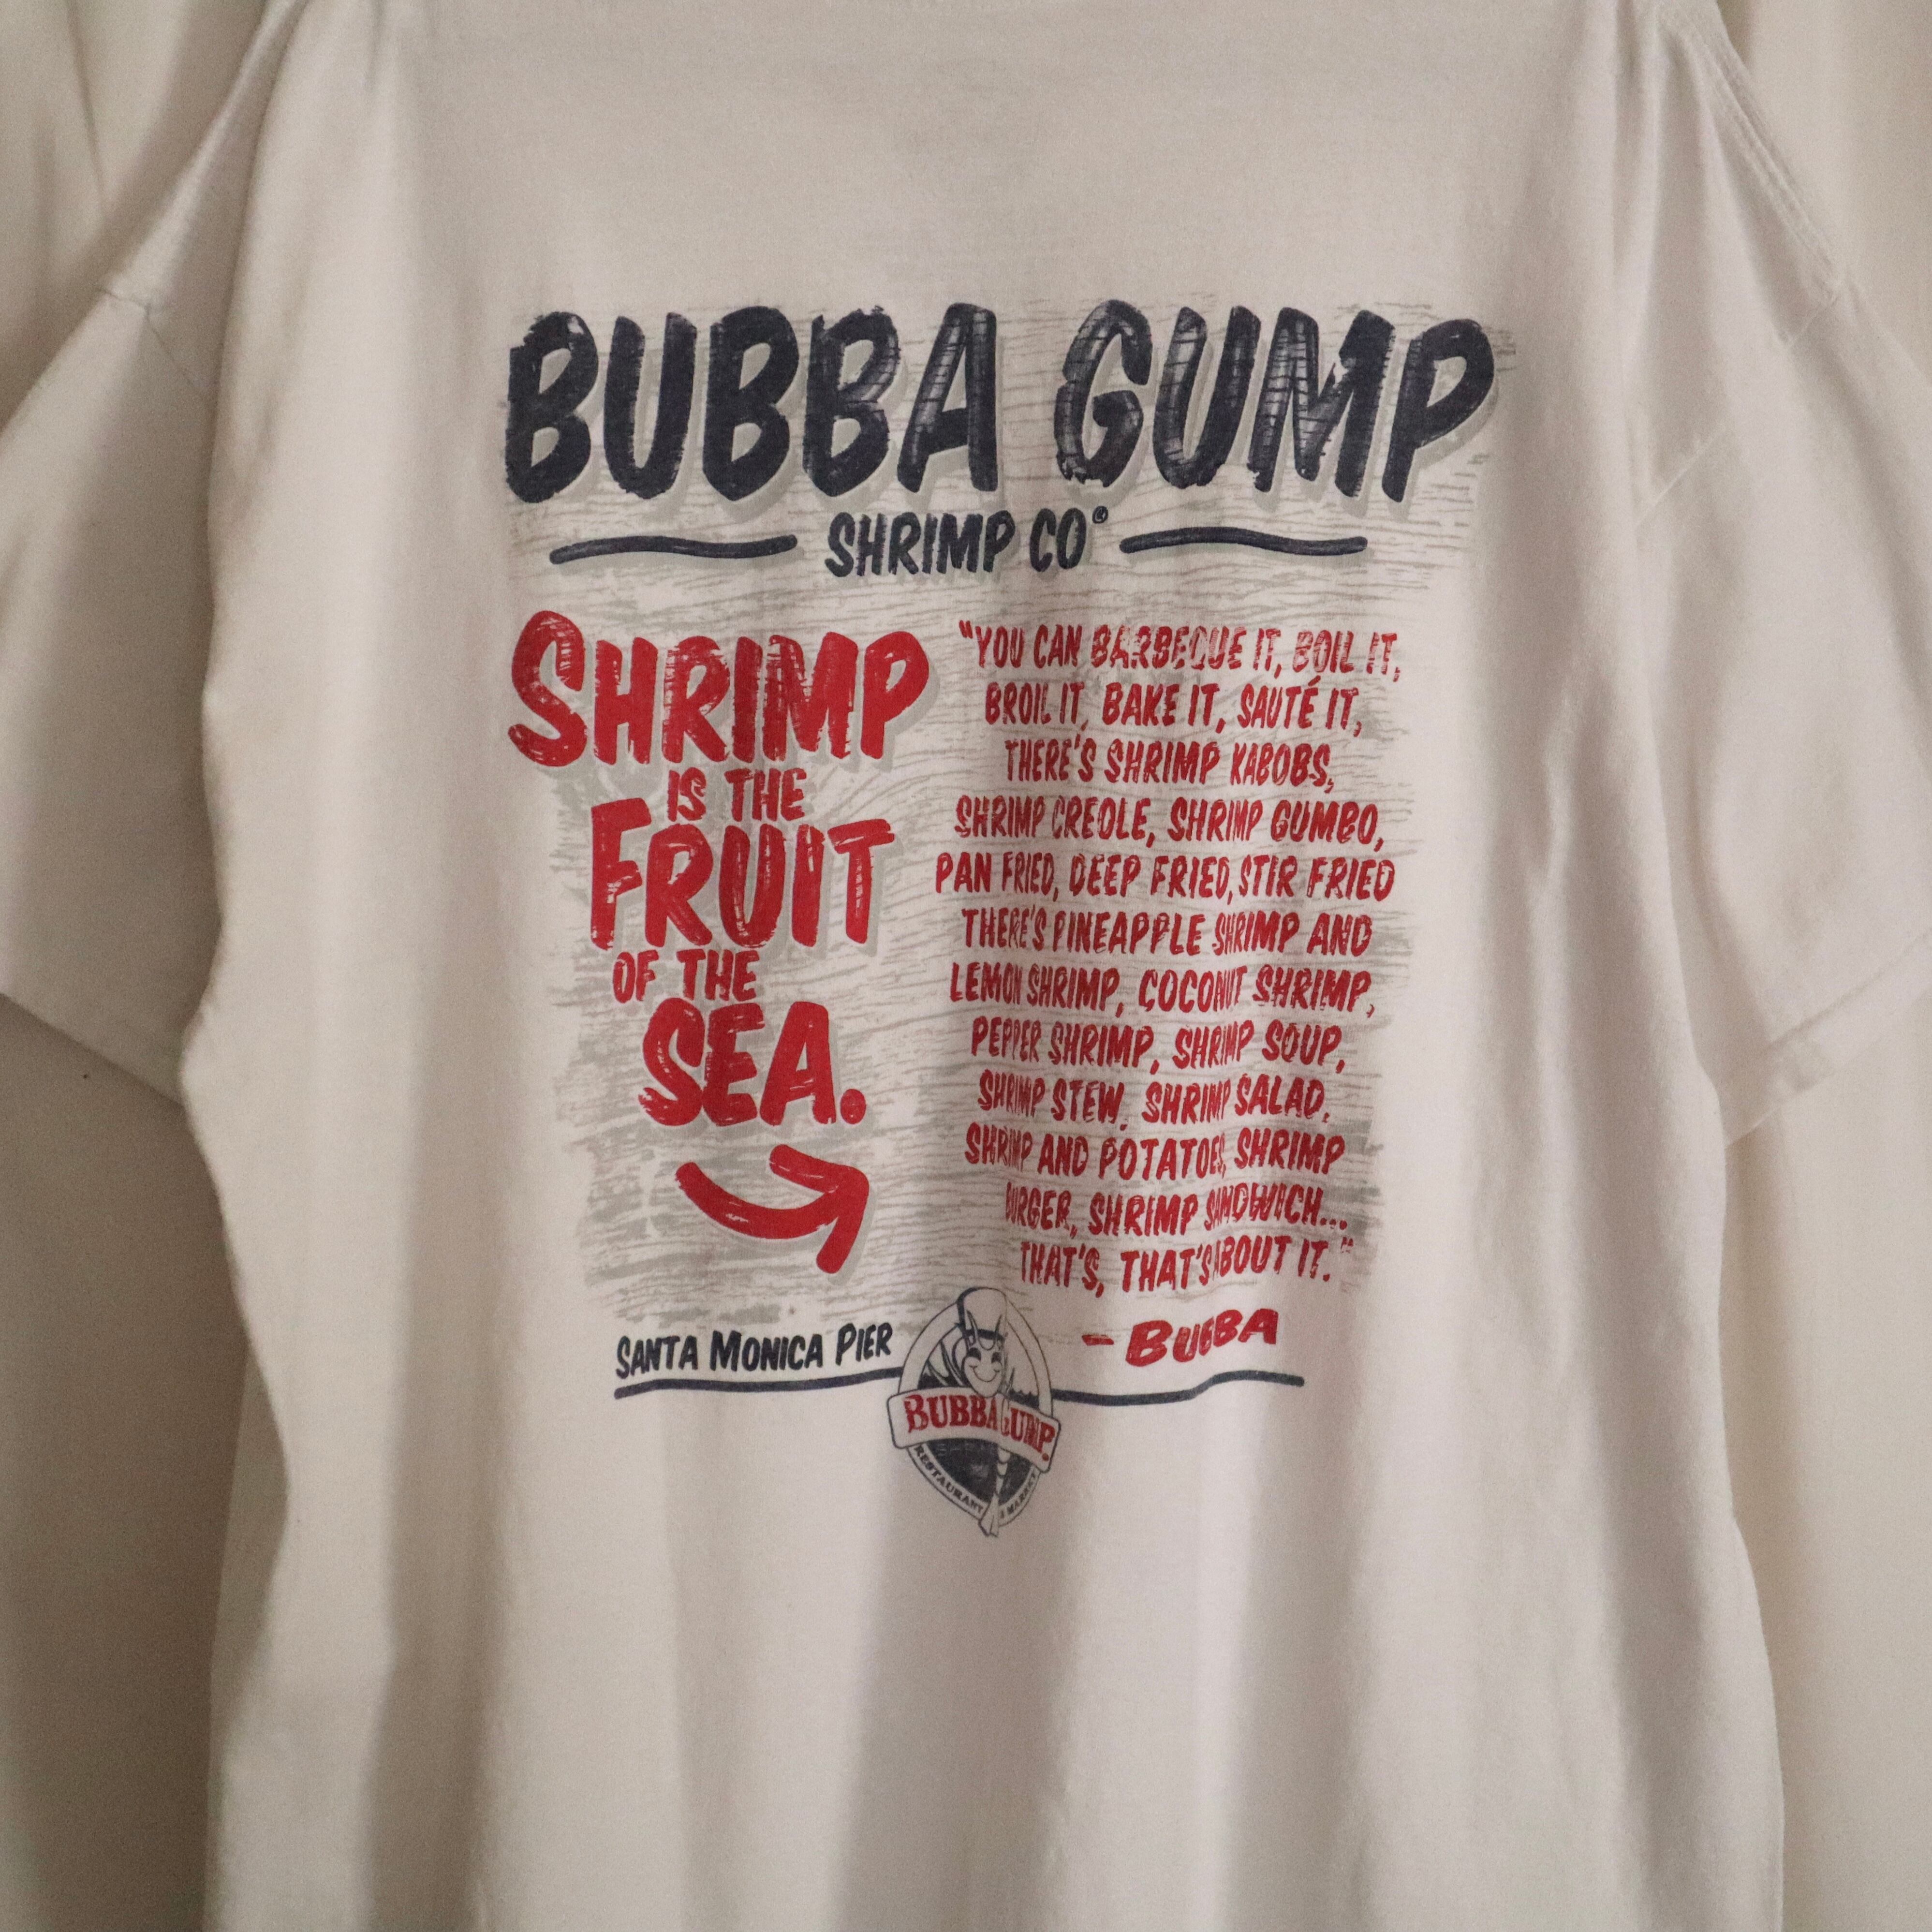 BUBBA GUMP
SHRIMP CO®
SHRIMP
IS THE
FRUIT
OF THE
SEA.
"YOU CAN BARBEQUE IT, BOIL IT,
BROIL IT, BAKE IT, SAUTÉ IT,
THERE'S SHRIMP KABOBS,
SHRIMP CREOLE, SHRIMP GUMBO,
PAN FRIED, DEEP FRIED, STIR FRIED
THERE'S PINEAPPLE SHRIMP AND
LEMON SHRIMP, COCONUT SHRIMP,
PEPPER SHRIMP, SHRIMP SOUP,
SHRIMP STEW, SHRIMP SALAD,
SHRIMP AND POTATOES, SHRIMP
BURGER, SHRIMP SANDWICH...
THAT'S, THAT'S ABOUT IT."
- BUBBA
SANTA MONICA PIER
BUBBA GUMP
RESTAURANT & MARKET